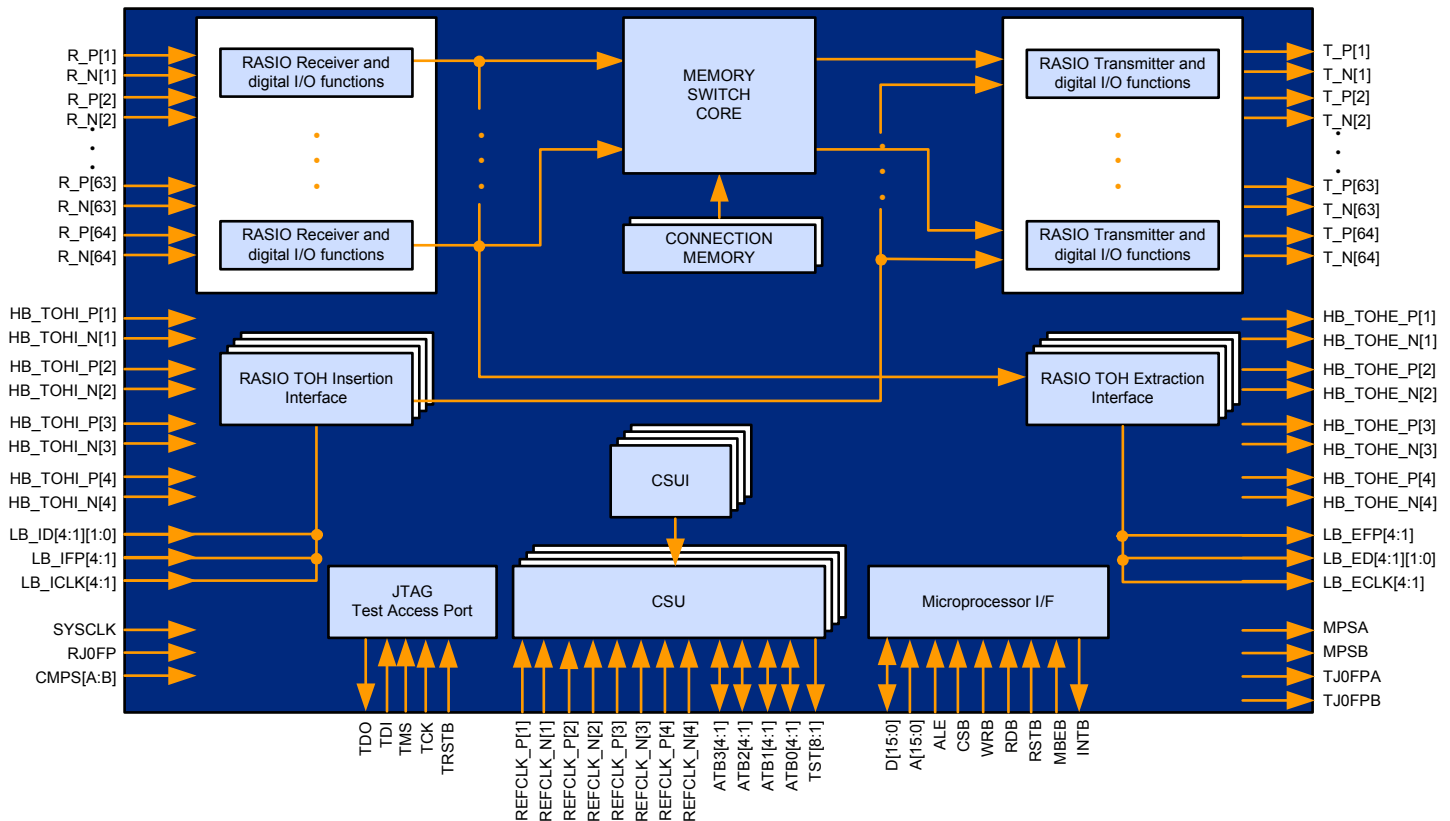 R_P[1]
R_N[1]
R_P[2]
R_N[2]
R_P[63]
R_N[63]
R_P[64]
R_N[64]
HB_TOHI_P[1]
HB_TOHI_N[1]
HB_TOHI_P[2]
HB_TOHI_N[2]
HB_TOHI_P[3]
HB_TOHI_N[3]
HB_TOHI_P[4]
HB_TOHI_N[4]
LB_ID[4:1][1:0]
LB_IFP[4:1]
LB_ICLK[4:1]
SYSCLK
RJ0FP
CMPS[A:B]
RASIO Receiver and
digital I/O functions
RASIO Receiver and
digital I/O functions
MEMORY
SWITCH
CORE
CONNECTION
MEMORY
RASIO Transmitter and
digital I/O functions
RASIO Transmitter and
digital I/O functions
RASIO TOH Insertion
Interface
RASIO TOH Extraction
Interface
CSUI
JTAG
Test Access Port
CSU
Microprocessor I/F
T_P[1]
T_N[1]
T_P[2]
T_N[2]
T_P[63]
T_N[63]
T_P[64]
T_N[64]
HB_TOHE_P[1]
HB_TOHE_N[1]
HB_TOHE_P[2]
HB_TOHE_N[2]
HB_TOHE_P[3]
HB_TOHE_N[3]
HB_TOHE_P[4]
HB_TOHE_N[4]
LB_EFP[4:1]
LB_ED[4:1][1:0]
LB_ECLK[4:1]
MPSA
MPSB
TJ0FPA
TJ0FPB
TDO
TDI
TMS
TCK
TRSTB
REFCLK_P[1]
REFCLK_N[1]
REFCLK_P[2]
REFCLK_N[2]
REFCLK_P[3]
REFCLK_N[3]
REFCLK_P[4]
REFCLK_N[4]
ATB3[4:1]
ATB2[4:1]
ATB1[4:1]
ATB0[4:1]
TST[8:1]
D[15:0]
A[15:0]
ALE
CSB
WRB
RDB
RSTB
MBEB
INTB